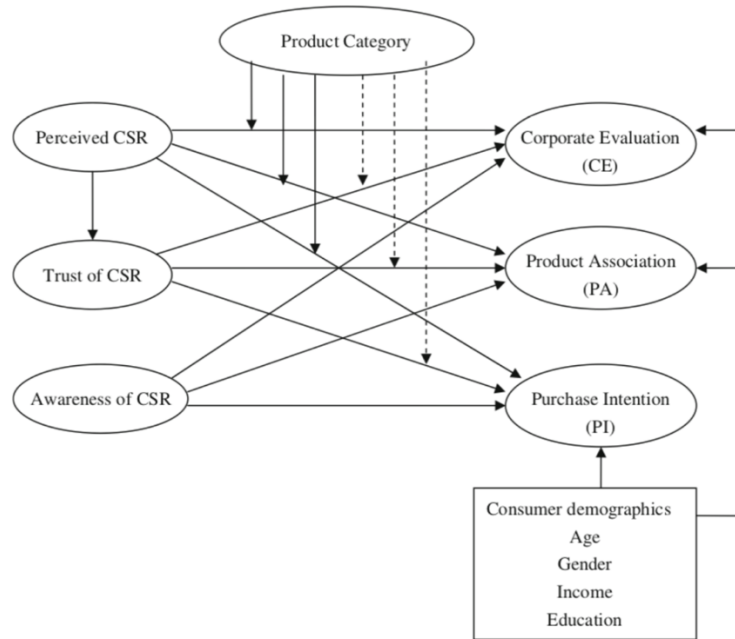 Product Category
Perceived CSR
Corporate Evaluation
(CE)
Trust of CSR
Product Association
(PA)
Awareness of CSR
Purchase Intention
(PI)
Consumer demographics
Age
Gender
Income
Education